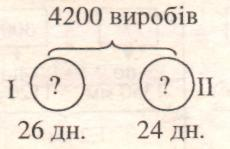 4200 виробів
I ? ? II
26 дн. 24 дн.